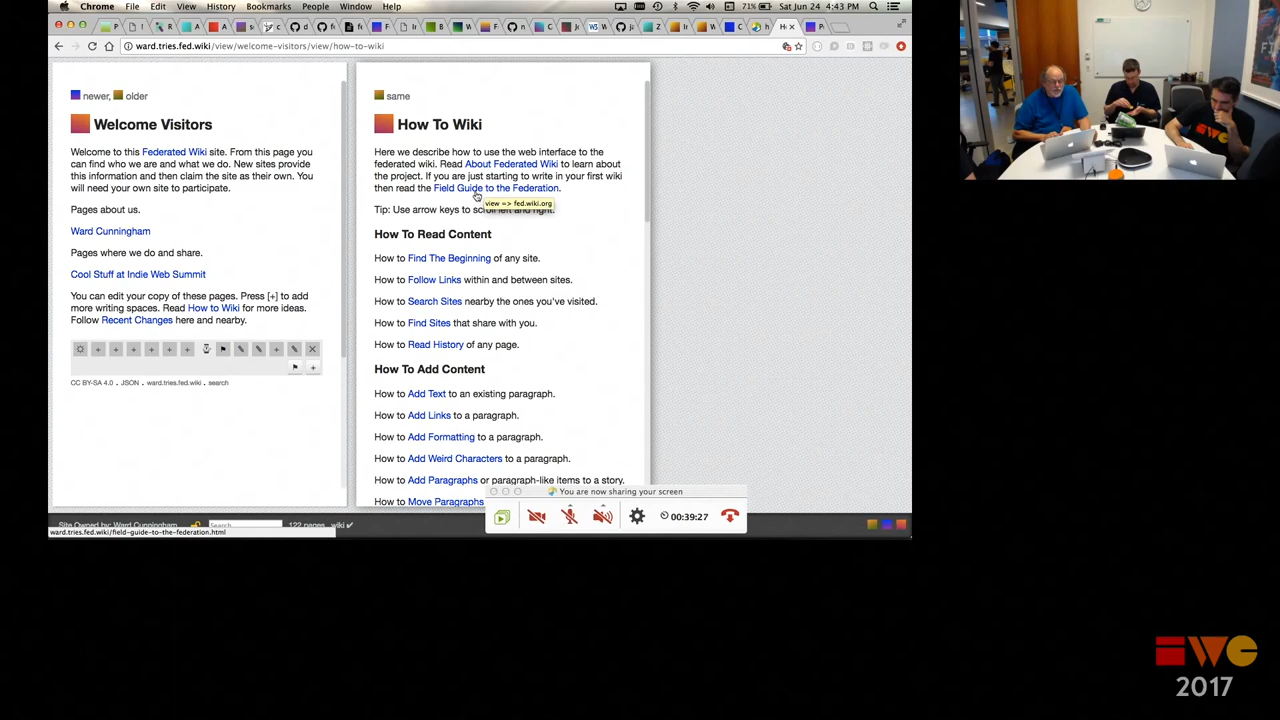 Chrome File Edit View History Bookmarks People Window Help
71% Sat Jun 24 4:43 PM
ward.tries.fed.wiki/view/welcome-visitors/view/how-to-wiki
newer, older
Welcome Visitors
Welcome to this Federated Wiki site. From this page you
can find who we are and what we do. New sites provide
this information and then claim the site as their own. You
will need your own site to participate.
Pages about us.
Ward Cunningham
Pages where we do and share.
Cool Stuff at Indie Web Summit
You can edit your copy of these pages. Press [+] to add
more writing spaces. Read How to Wiki for more ideas.
Follow Recent Changes here and nearby.
CC BY-SA 4.0 . JSON . ward.tries.fed.wiki . search
same
How To Wiki
Here we describe how to use the web interface to the
federated wiki. Read About Federated Wiki to learn about
the project. If you are just starting to write in your first wiki
then read the Field Guide to the Federation.
view => fed.wiki.org
Tip: Use arrow keys to scroll left and right.
How To Read Content
How to Find The Beginning of any site.
How to Follow Links within and between sites.
How to Search Sites nearby the ones you've visited.
How to Find Sites that share with you.
How to Read History of any page.
How To Add Content
How to Add Text to an existing paragraph.
How to Add Links to a paragraph.
How to Add Formatting to a paragraph.
How to Add Weird Characters to a paragraph.
How to Add Paragraphs or paragraph-like items to a story.
How to Move Paragraphs
You are now sharing your screen
00:39:27
Site Owned by: Ward Cunningham Search 122 pages wiki
ward.tries.fed.wiki/field-guide-to-the-federation.html
IWC
2017